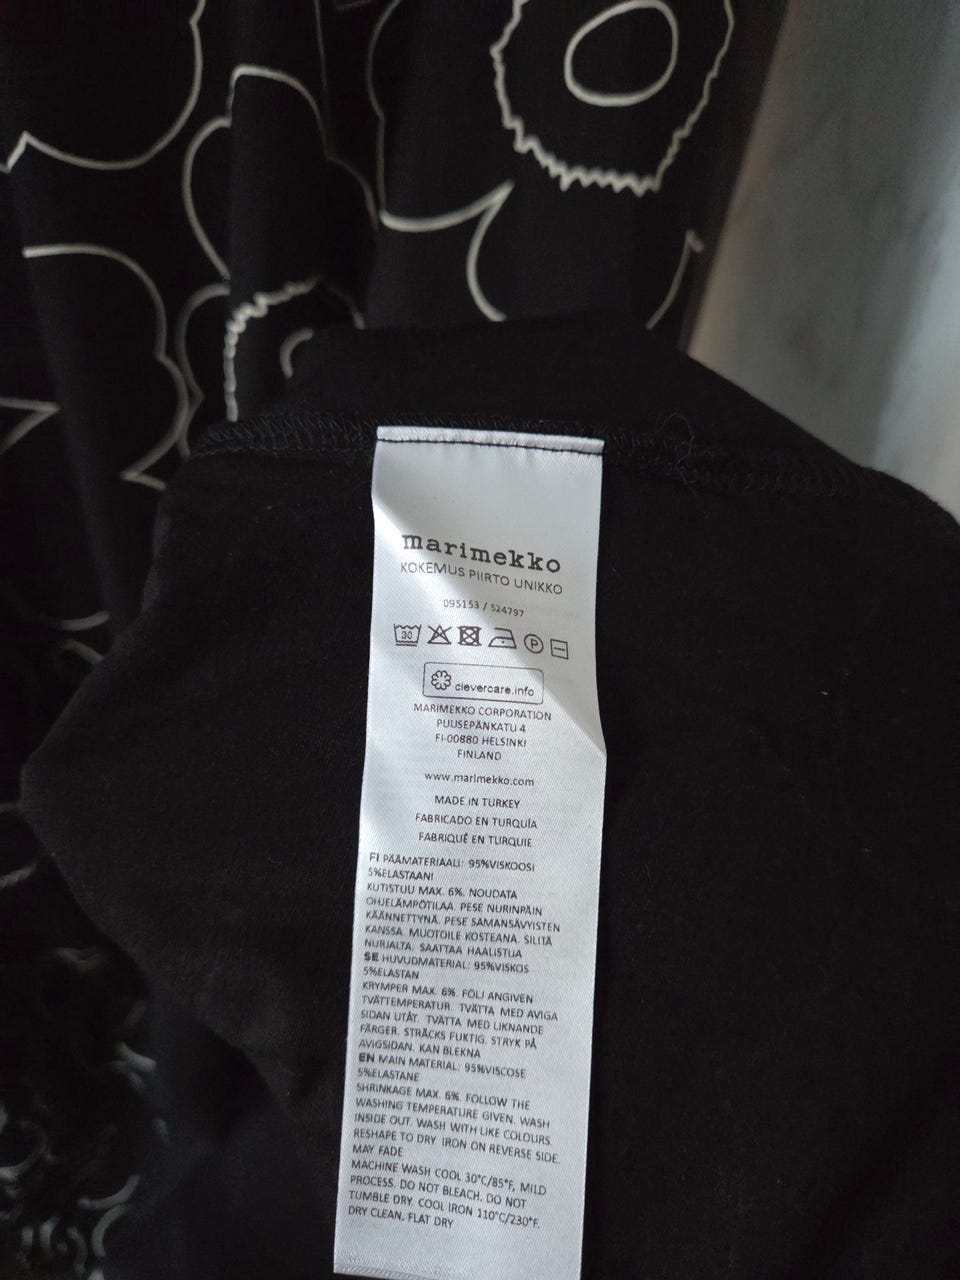 marimekko
KOKEMUS PIIRTO UNIKKO
095153 / 524797
30 P
clevercare.info
MARIMEKKO CORPORATION
PUUSEPÄNKATU 4
FI-00880 HELSINKI
FINLAND
www.marimekko.com
MADE IN TURKEY
FABRICADO EN TURQUÍA
FABRIQUÉ EN TURQUIE
FI PÄÄMATERIAALI: 95%VISKOOSI
5%ELASTAANI
KUTISTUU MAX. 6%. NOUDATA
OHJELÄMPÖTILAA. PESE NURINPÄIN
KÄÄNNETTYNÄ. PESE SAMANSÄVYISTEN
KANSSA. MUOTOILE KOSTEANA. SILITÄ
NURJALTA. SAATTAA HAALISTUA
SE HUVUDMATERIAL: 95%VISKOS
5%ELASTAN
KRYMPER MAX. 6%. FÖLJ ANGIVEN
TVÄTTEMPERATUR. TVÄTTA MED AVIGA
SIDAN UTÅT. TVÄTTA MED LIKNANDE
FÄRGER. STRÄCKS FUKTIG. STRYK PÅ
AVIGSIDAN. KAN BLEKNA
EN MAIN MATERIAL: 95%VISCOSE
5%ELASTANE
SHRINKAGE MAX. 6%. FOLLOW THE
WASHING TEMPERATURE GIVEN. WASH
INSIDE OUT. WASH WITH LIKE COLOURS.
RESHAPE TO DRY. IRON ON REVERSE SIDE.
MAY FADE
MACHINE WASH COOL 30°C/85°F, MILD
PROCESS. DO NOT BLEACH. DO NOT
TUMBLE DRY. COOL IRON 110°C/230°F.
DRY CLEAN, FLAT DRY